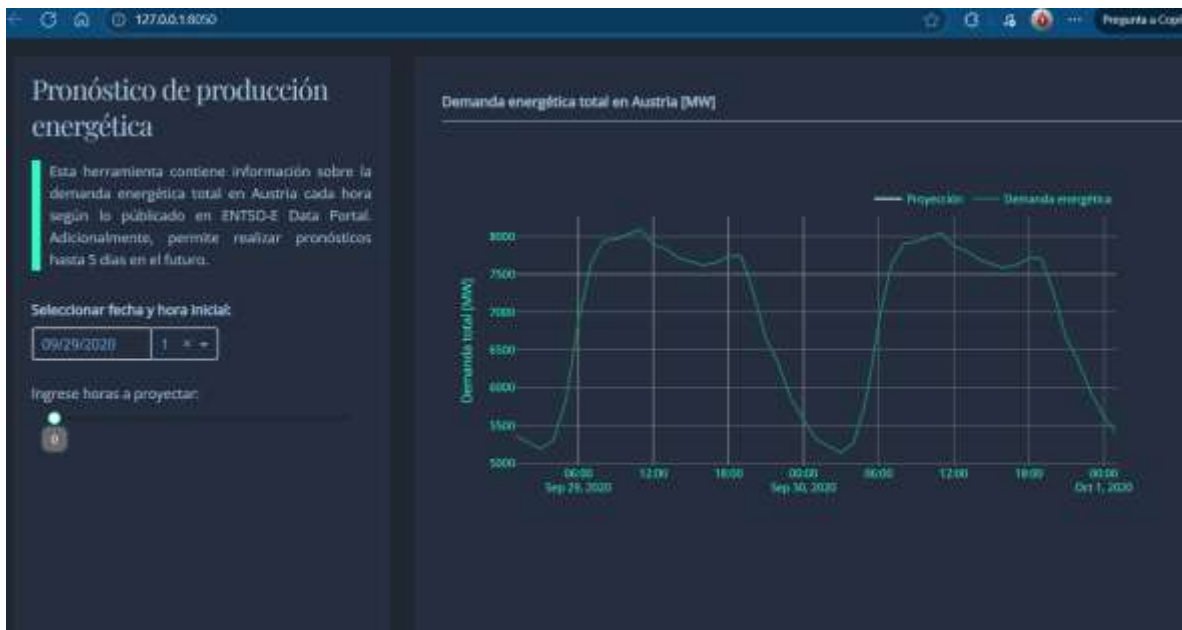 127.0.0.1:8050
Pregunta a Copi
Pronóstico de producción
energética
Esta herramienta contiene información sobre la
demanda energética total en Austria cada hora
según lo públicado en ENTSO-E Data Portal.
Adicionalmente, permite realizar pronósticos
hasta 5 días en el futuro.
Seleccionar fecha y hora inicial:
09/29/2020 1 ×
Ingrese horas a proyectar:
0
Demanda energética total en Austria [MW]
Proyección Demanda energética
Demanda total [MW]
8000
7500
7000
6500
6000
5500
5000
06:00 12:00 18:00 00:00 06:00 12:00 18:00 00:00
Sep 29, 2020 Sep 30, 2020 Oct 1, 2020